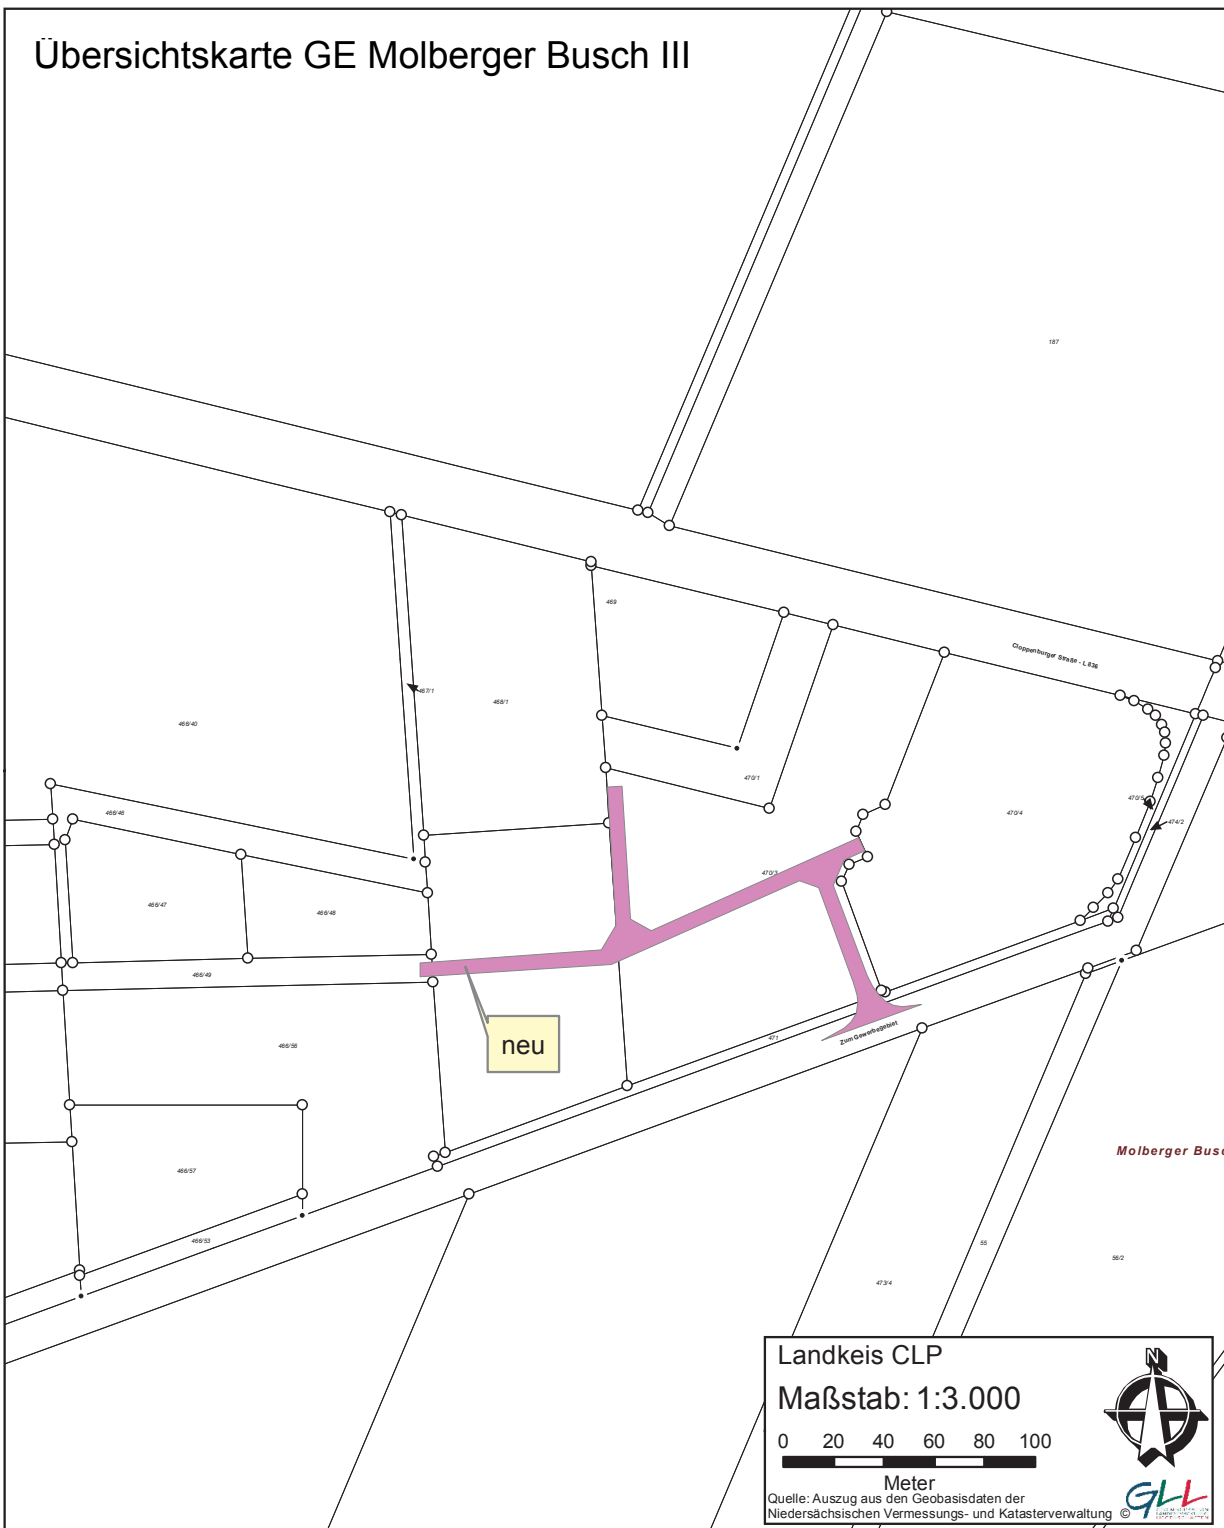 Übersichtskarte GE Molberger Busch III
187
469
Cloppenburger Straße - L 836
467/1
468/1
466/40
470/1
466/46
470/5
470/4
474/2
470/3
466/47
466/48
466/49
neu
471
Zum Gewerbegebiet
466/56
Molberger Busc
466/57
466/53
55
56/2
473/4
Landkeis CLP
Maßstab: 1:3.000
0 20 40 60 80 100
Meter
N
Quelle: Auszug aus den Geobasisdaten der
Niedersächsischen Vermessungs- und Katasterverwaltung ©
GLL